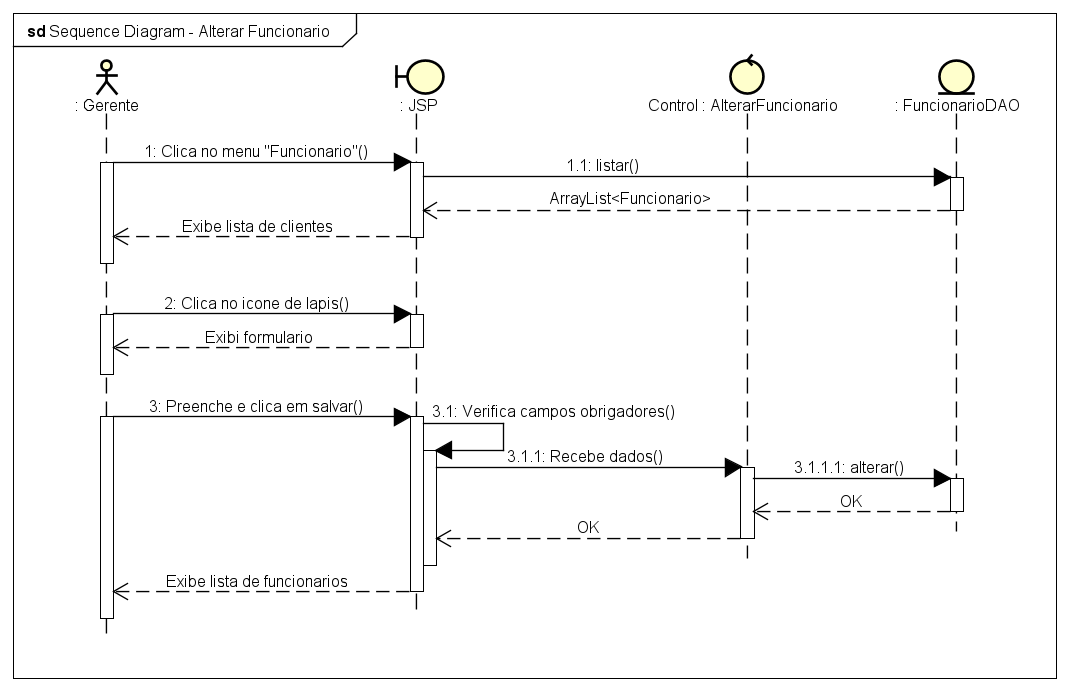 sd Sequence Diagram - Alterar Funcionario
: Gerente
: JSP
Control : AlterarFuncionario
: FuncionarioDAO
1: Clica no menu "Funcionario"()
1.1: listar()
ArrayList<Funcionario>
Exibe lista de clientes
2: Clica no icone de lapis()
Exibi formulario
3: Preenche e clica em salvar()
3.1: Verifica campos obrigadores()
3.1.1: Recebe dados()
3.1.1.1: alterar()
OK
OK
Exibe lista de funcionarios